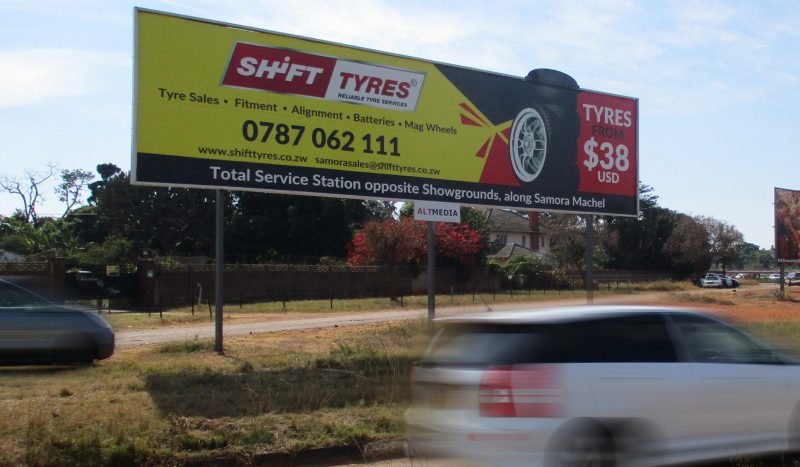 SHiFT TYRES®
RELIABLE TYRE SERVICES
Tyre Sales • Fitment • Alignment • Batteries • Mag Wheels
0787 062 111
www.shifttyres.co.zw samorasales@shifttyres.co.zw
Total Service Station opposite Showgrounds, along Samora Machel
TYRES
FROM
$38
USD
ALTMEDIA